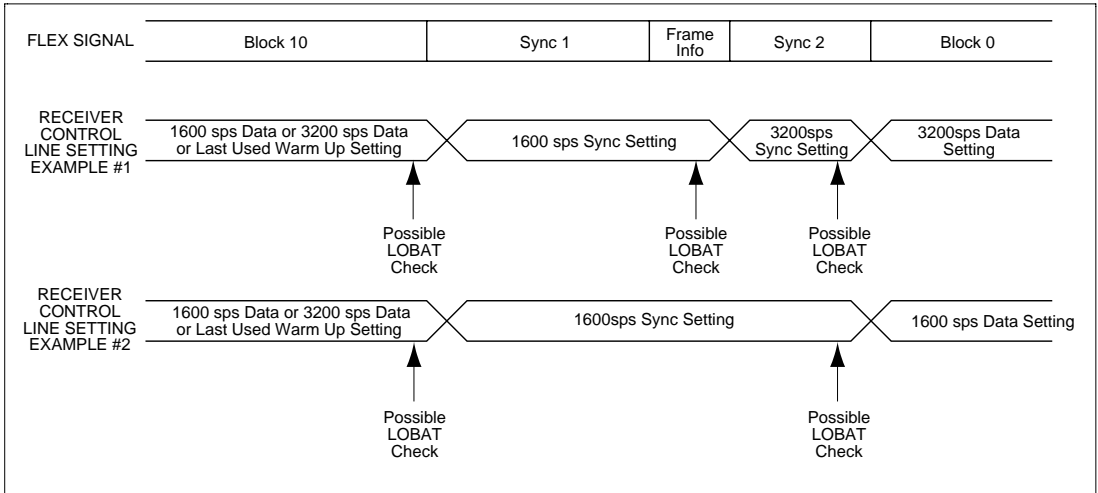 FLEX SIGNAL
Block 10
Sync 1
Frame
Info
Sync 2
Block 0
RECEIVER
CONTROL
LINE SETTING
EXAMPLE #1
1600 sps Data or 3200 sps Data
or Last Used Warm Up Setting
1600 sps Sync Setting
3200sps
Sync Setting
3200sps Data
Setting
Possible
LOBAT
Check
Possible
LOBAT
Check
Possible
LOBAT
Check
RECEIVER
CONTROL
LINE SETTING
EXAMPLE #2
1600 sps Data or 3200 sps Data
or Last Used Warm Up Setting
1600sps Sync Setting
1600 sps Data Setting
Possible
LOBAT
Check
Possible
LOBAT
Check